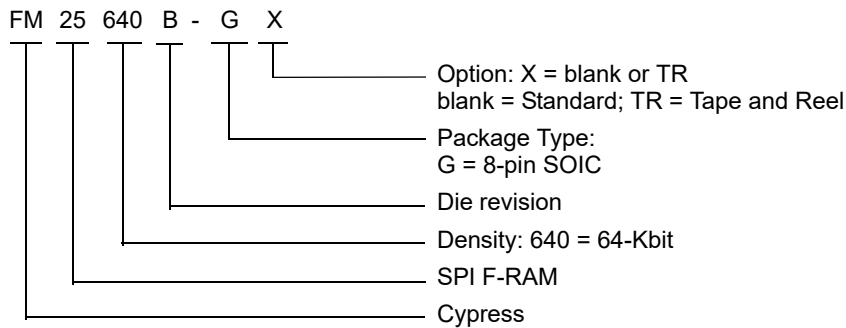 FM 25 640 B - G X
Option: X = blank or TR
blank = Standard; TR = Tape and Reel
Package Type:
G = 8-pin SOIC
Die revision
Density: 640 = 64-Kbit
SPI F-RAM
Cypress